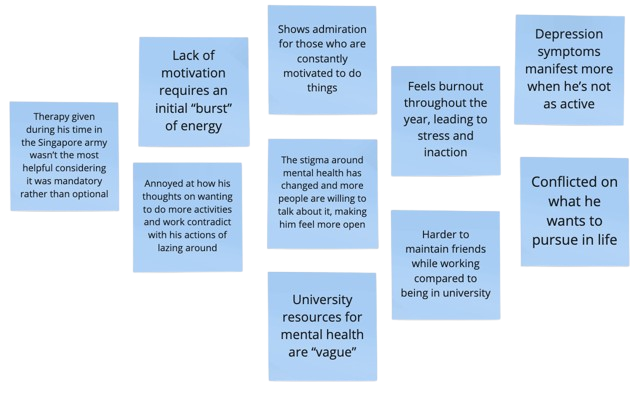 Therapy given
during his time in
the Singapore army
wasn't the most
helpful considering
it was mandatory
rather than optional
Lack of
motivation
requires an
initial “burst”
of energy
Annoyed at how his
thoughts on wanting
to do more activities
and work contradict
with his actions of
lazing around
Shows admiration
for those who are
constantly
motivated to do
things
The stigma around
mental health has
changed and more
people are willing to
talk about it, making
him feel more open
University
resources for
mental health
are “vague”
Feels burnout
throughout the
year, leading to
stress and
inaction
Harder to
maintain friends
while working
compared to
being in university
Depression
symptoms
manifest more
when he's not
as active
Conflicted on
what he
wants to
pursue in life